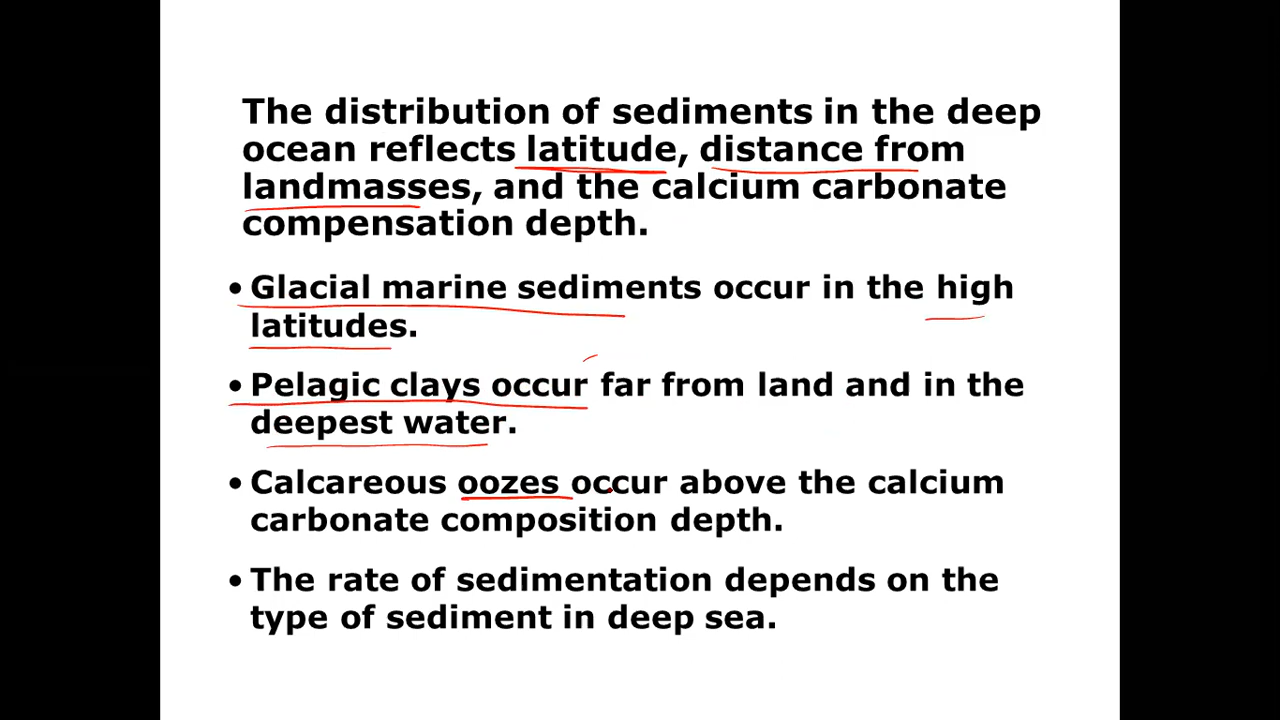 The distribution of sediments in the deep
ocean reflects latitude, distance from
landmasses, and the calcium carbonate
compensation depth.
• Glacial marine sediments occur in the high
latitudes.
• Pelagic clays occur far from land and in the
deepest water.
• Calcareous oozes occur above the calcium
carbonate composition depth.
• The rate of sedimentation depends on the
type of sediment in deep sea.